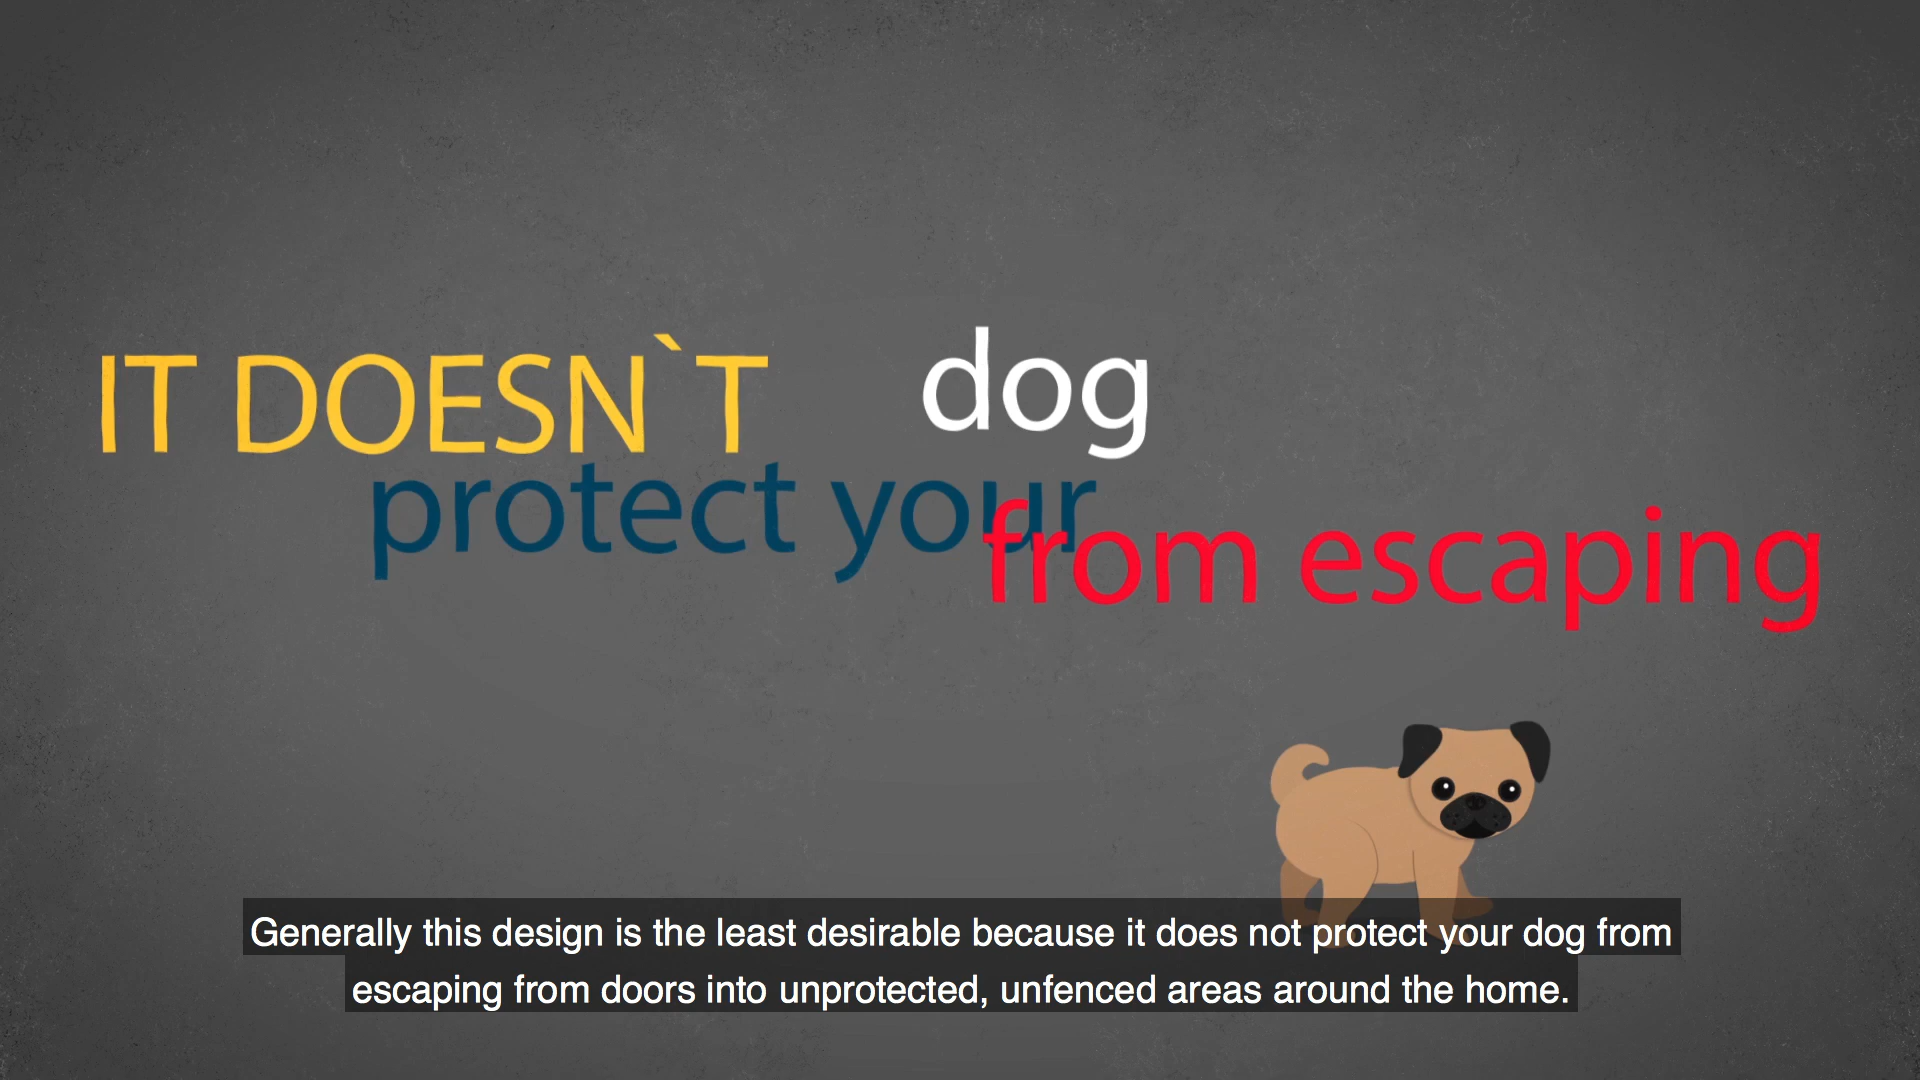 IT DOESN`T
protect your
dog
from escaping
Generally this design is the least desirable because it does not protect your dog from
escaping from doors into unprotected, unfenced areas around the home.